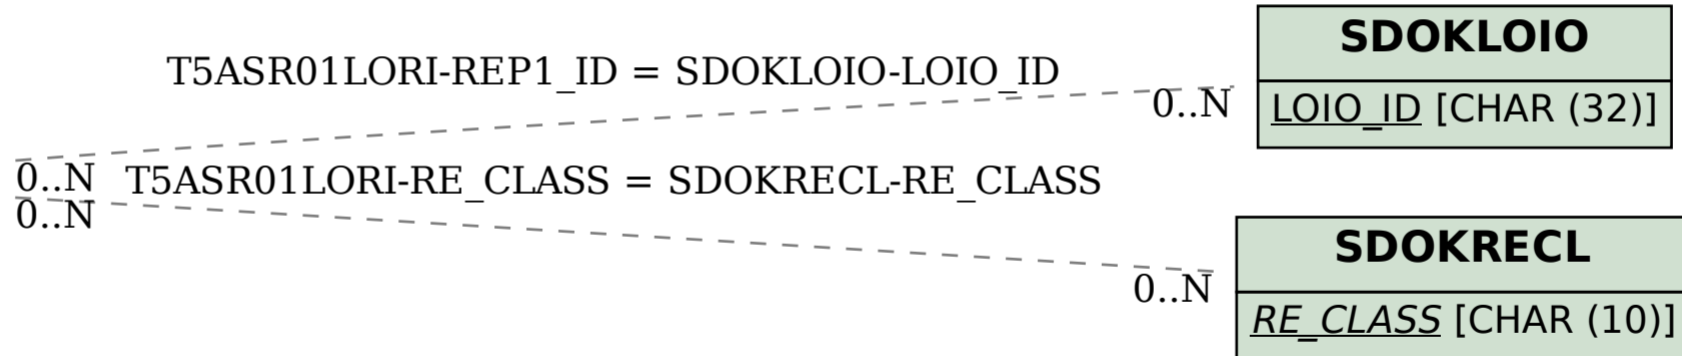 SDOKLOIO
T5ASR01LORI-REP1_ID = SDOKLOIO-LOIO_ID
0..N
LOIO_ID [CHAR (32)]
0..N
T5ASR01LORI-RE_CLASS = SDOKRECL-RE_CLASS
0..N
SDOKRECL
0..N
RE_CLASS [CHAR (10)]